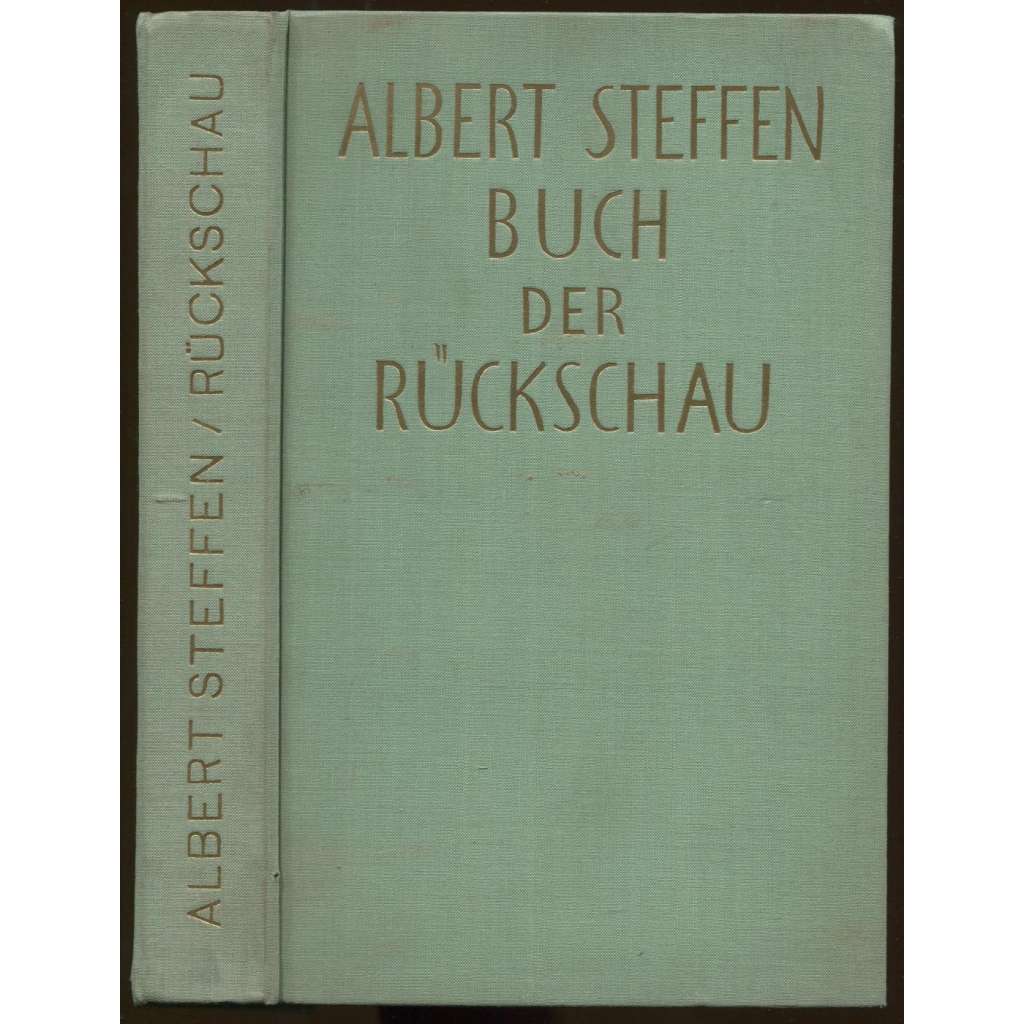 ALBERT STEFFEN / RÜCKSCHAU
ALBERT STEFFEN
BUCH
DER
RÜCKSCHAU